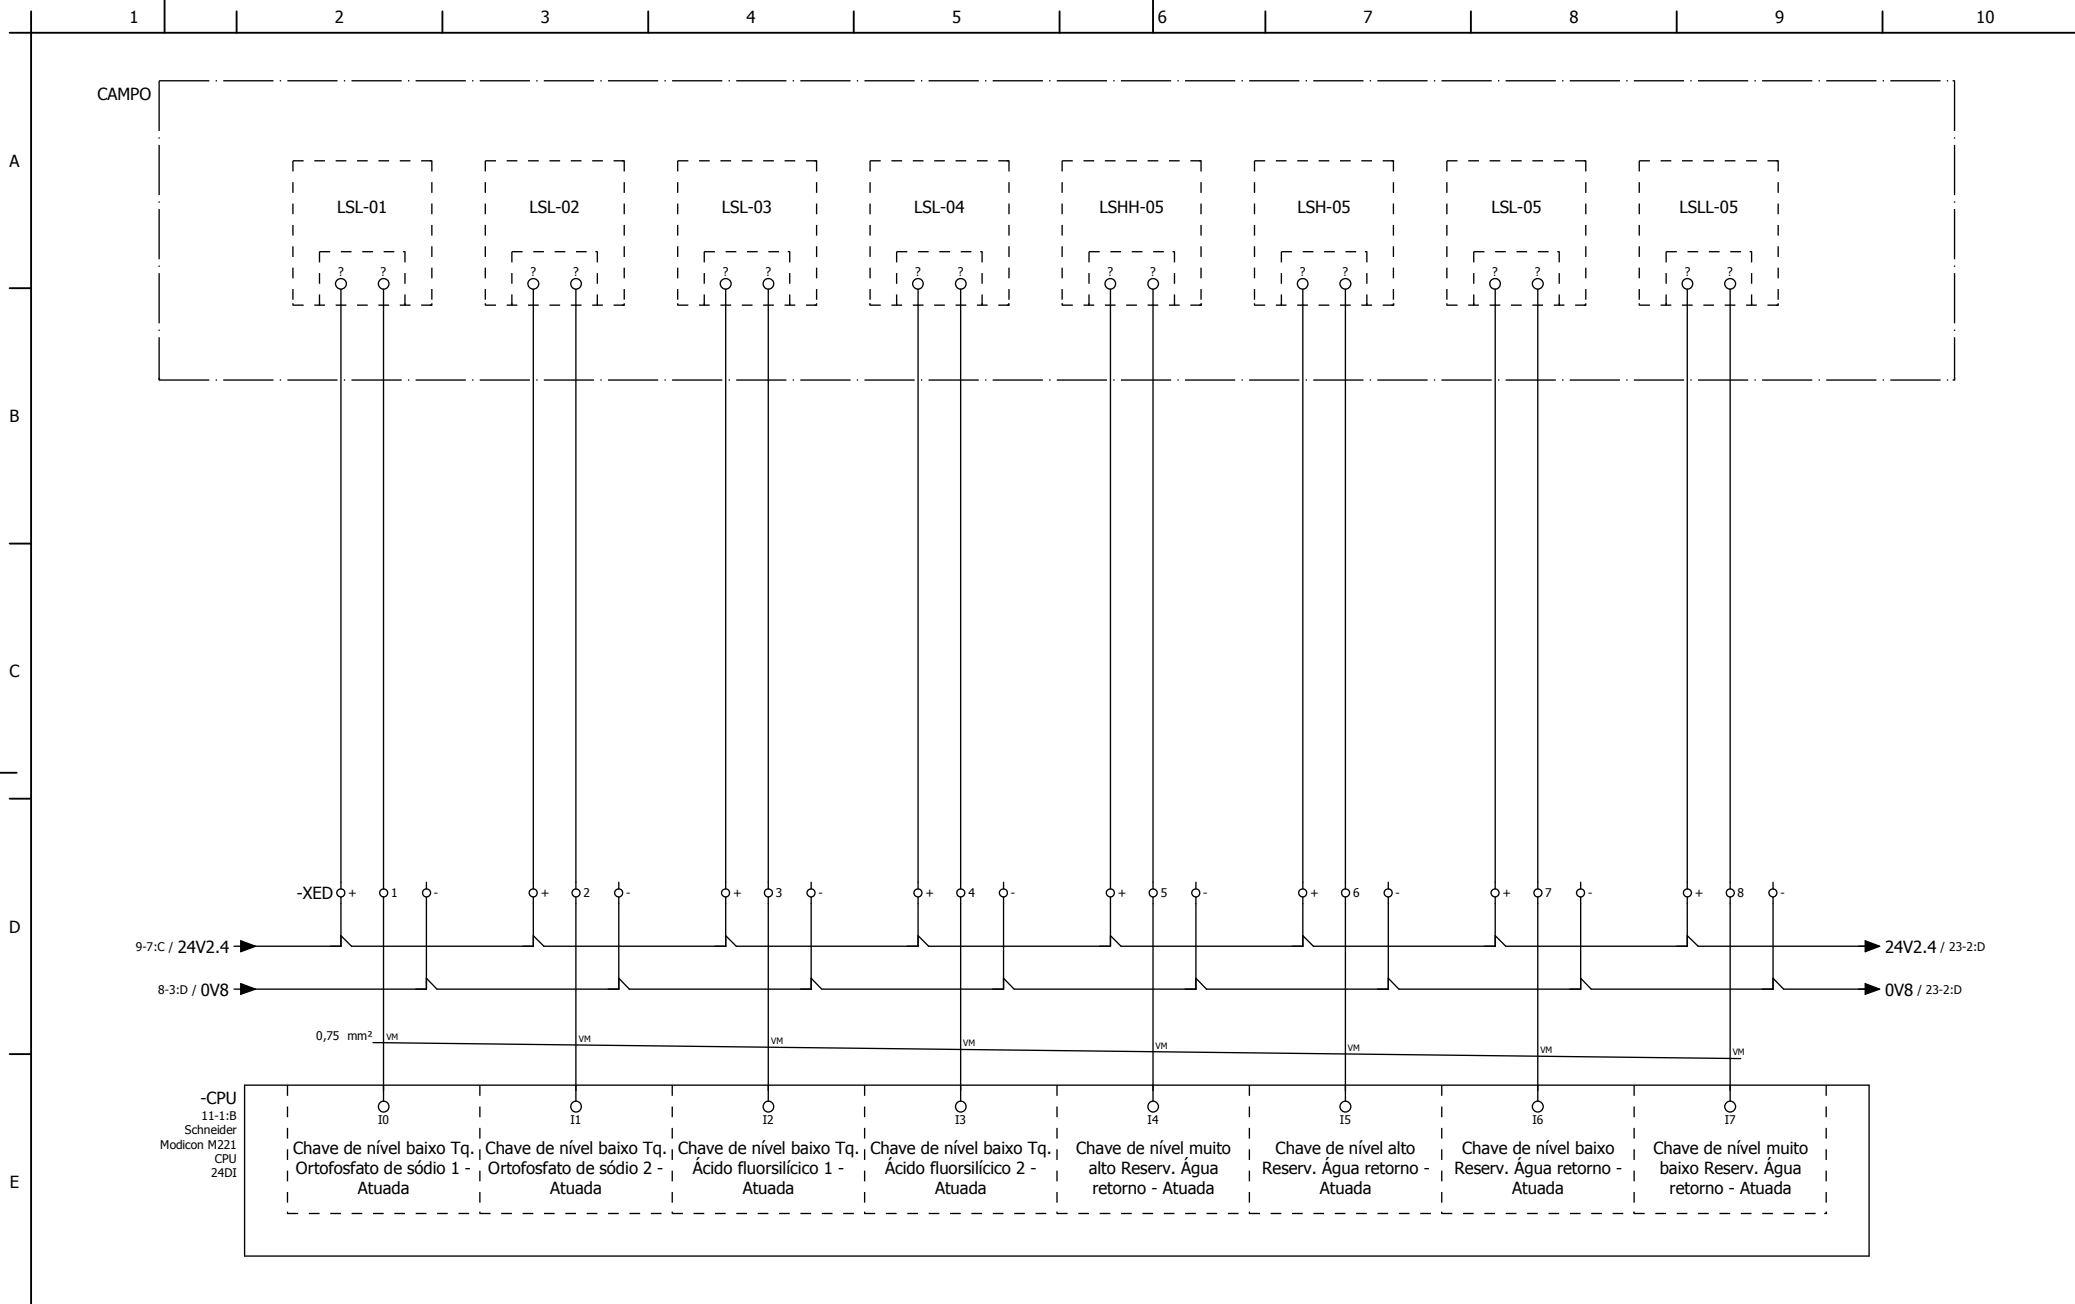 1 2 3 4 5 6 7 8 9 10
CAMPO
A
LSL-01 LSL-02 LSL-03 LSL-04 LSHH-05 LSH-05 LSL-05 LSLL-05
? ? ? ? ? ? ? ? ? ? ? ? ? ? ? ?
B
C
-XED + 1 - + 2 - + 3 - + 4 - + 5 - + 6 - + 7 - + 8 -
D
9-7:C / 24V2.4 24V2.4 / 23-2:D
8-3:D / 0V8 0V8 / 23-2:D
0,75 mm² VM VM VM VM VM VM VM VM
-CPU
11-1:B
Schneider
Modicon M221
CPU
24DI
E
I0
Chave de nível baixo Tq.
Ortofosfato de sódio 1 -
Atuada
I1
Chave de nível baixo Tq.
Ortofosfato de sódio 2 -
Atuada
I2
Chave de nível baixo Tq.
Ácido fluorsilícico 1 -
Atuada
I3
Chave de nível baixo Tq.
Ácido fluorsilícico 2 -
Atuada
I4
Chave de nível muito
alto Reserv. Água
retorno - Atuada
I5
Chave de nível alto
Reserv. Água retorno -
Atuada
I6
Chave de nível baixo
Reserv. Água retorno -
Atuada
I7
Chave de nível muito
baixo Reserv. Água
retorno - Atuada